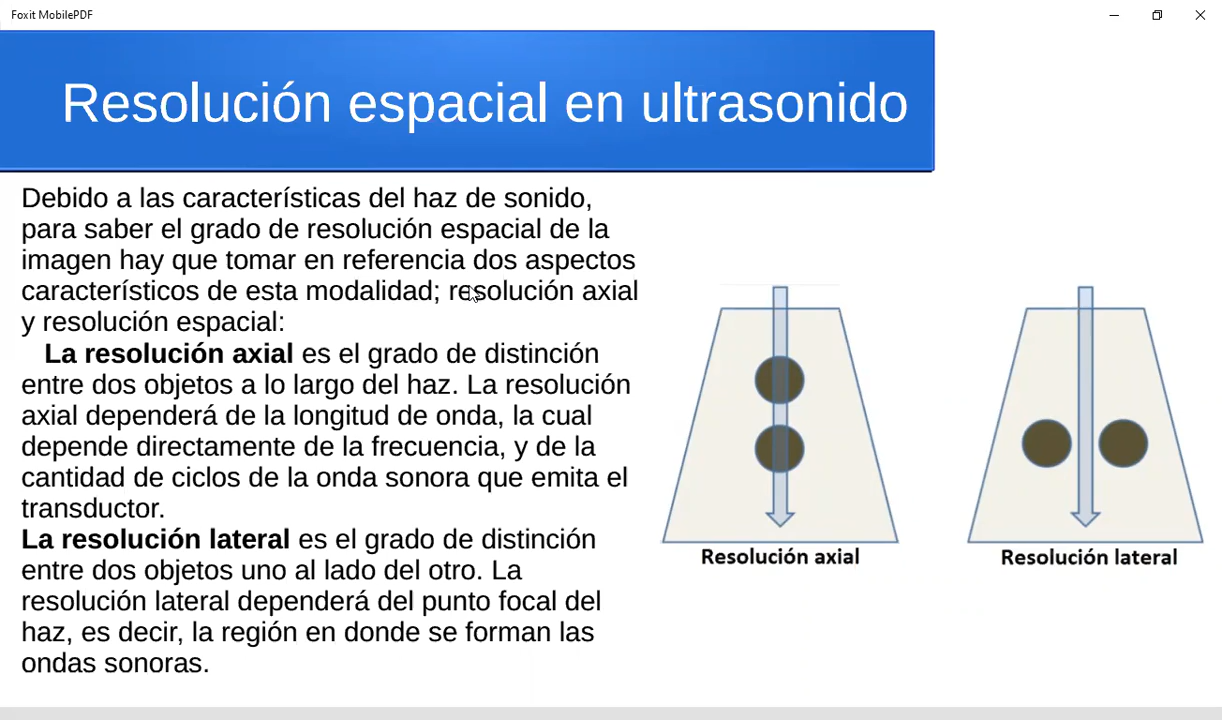 Foxit MobilePDF
Resolución espacial en ultrasonido
Debido a las características del haz de sonido,
para saber el grado de resolución espacial de la
imagen hay que tomar en referencia dos aspectos
característicos de esta modalidad; resolución axial
y resolución espacial:
La resolución axial es el grado de distinción
entre dos objetos a lo largo del haz. La resolución
axial dependerá de la longitud de onda, la cual
depende directamente de la frecuencia, y de la
cantidad de ciclos de la onda sonora que emita el
transductor.
La resolución lateral es el grado de distinción
entre dos objetos uno al lado del otro. La
resolución lateral dependerá del punto focal del
haz, es decir, la región en donde se forman las
ondas sonoras.
Resolución axial
Resolución lateral